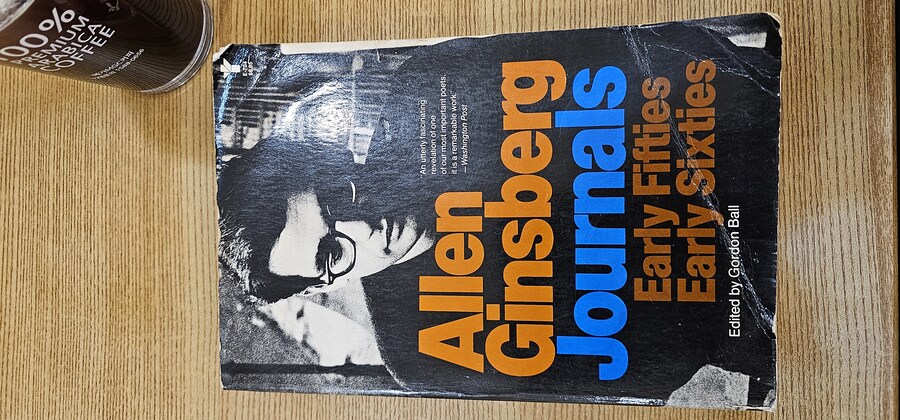 An utterly fascinating
revelation of one
of our most important poets.
it is a remarkable work."
—Washington Post
Allen
Ginsberg
Journals
Early Fifties
Early Sixties
Edited by Gordon Ball
100%
PREMIUM
ARABICA
COFFEE